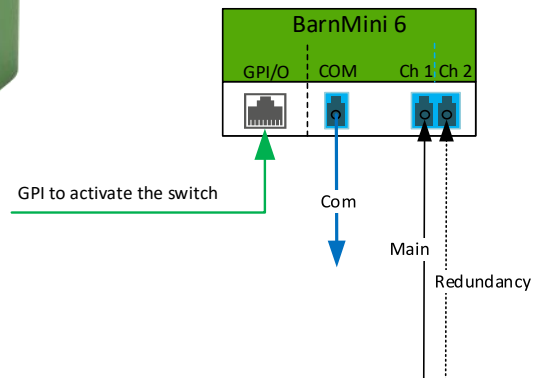 BarnMini 6
GPI/O COM Ch 1 Ch 2
GPI to activate the switch
Com
Main
Redundancy